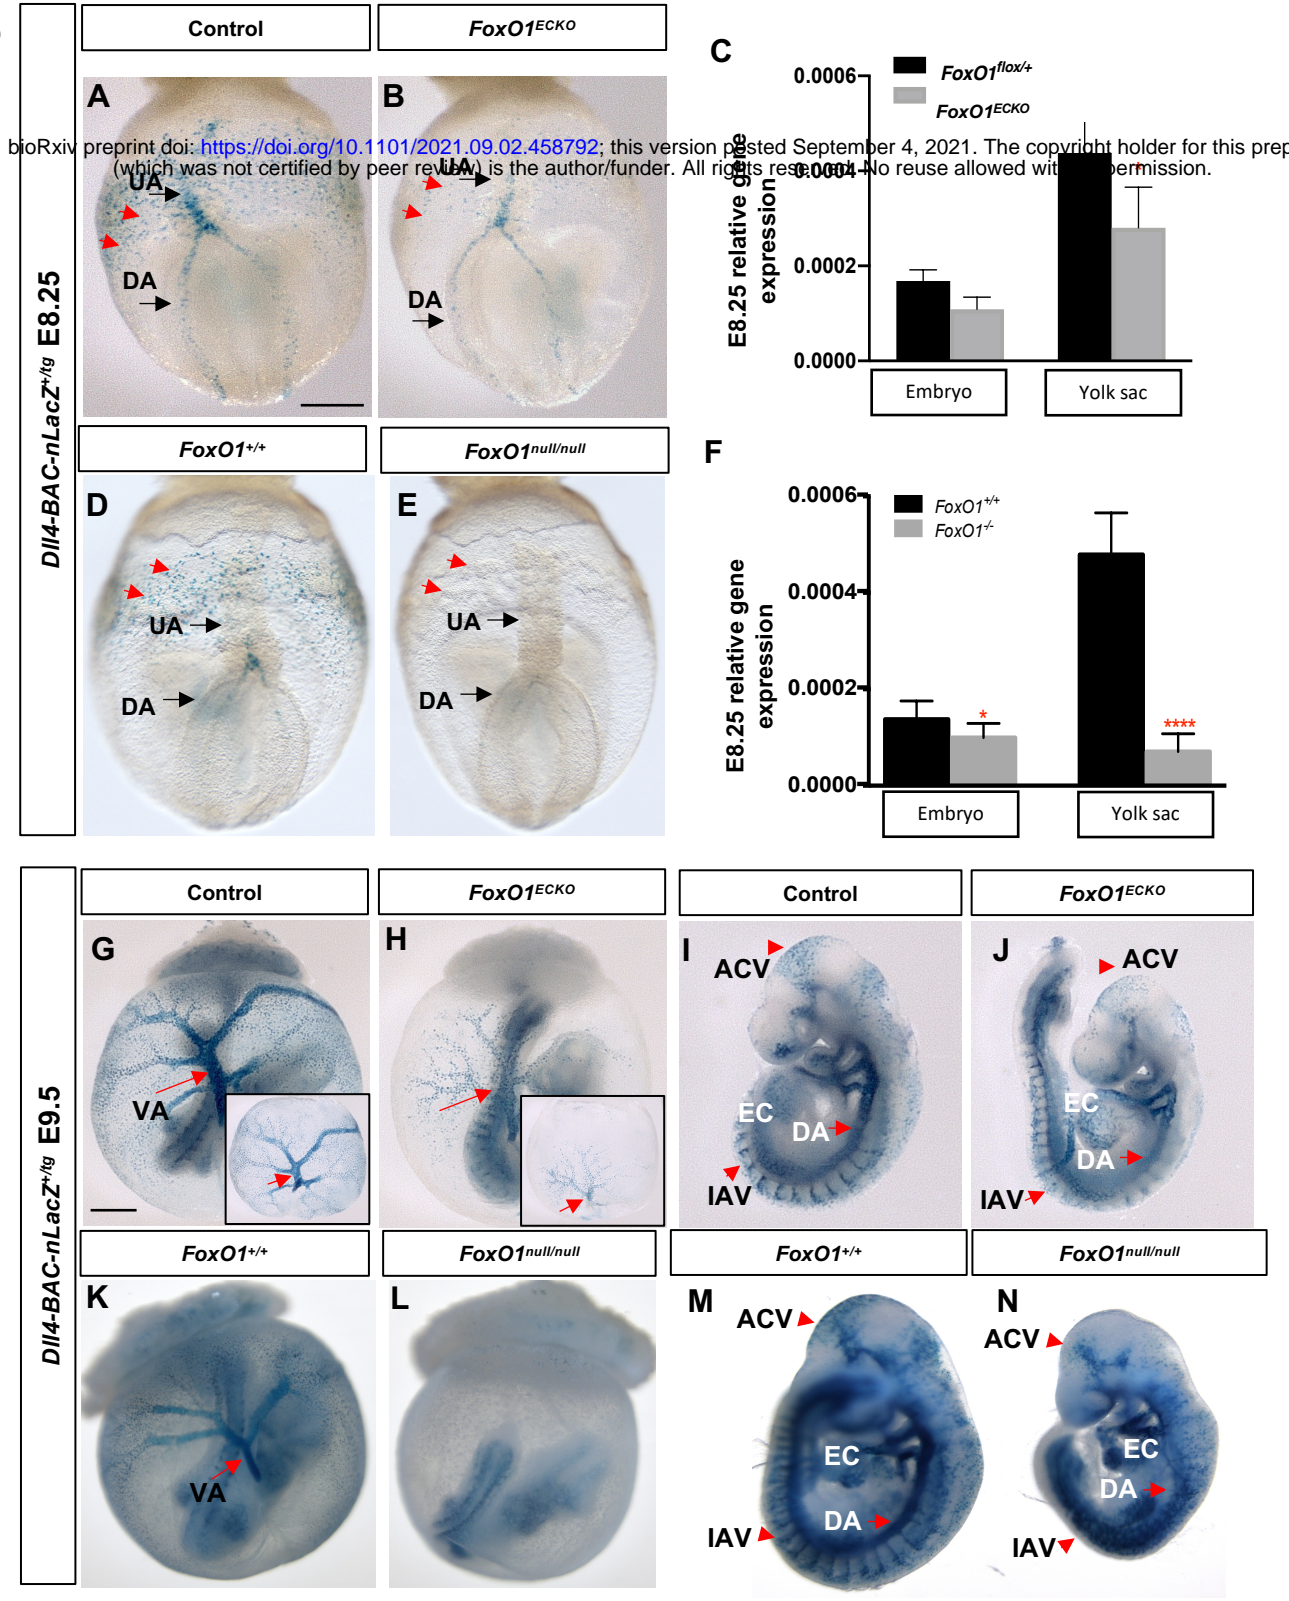 Control
FoxO1ECKO
Dll4-BAC-nLacZ+/tg E8.25
A
UA
DA
B
UA
DA
C
0.0006
0.0004
0.0002
0.0000
E8.25 relative gene
expression
FoxO1flox/+
FoxO1ECKO
*
Embryo
Yolk sac
bioRxiv preprint doi: https://doi.org/10.1101/2021.09.02.458792; this version posted September 4, 2021. The copyright holder for this prep
(which was not certified by peer review) is the author/funder. All rights reserved. No reuse allowed without permission.
FoxO1+/+
FoxO1null/null
D
UA
DA
E
UA
DA
F
0.0006
0.0004
0.0002
0.0000
E8.25 relative gene
expression
FoxO1+/+
FoxO1-/-
*
****
Embryo
Yolk sac
Dll4-BAC-nLacZ+/tg E9.5
Control
FoxO1ECKO
Control
FoxO1ECKO
G
VA
H
I
ACV
EC
DA
IAV
J
ACV
EC
DA
IAV
FoxO1+/+
FoxO1null/null
FoxO1+/+
FoxO1null/null
K
VA
L
M
ACV
EC
DA
IAV
N
ACV
EC
DA
IAV